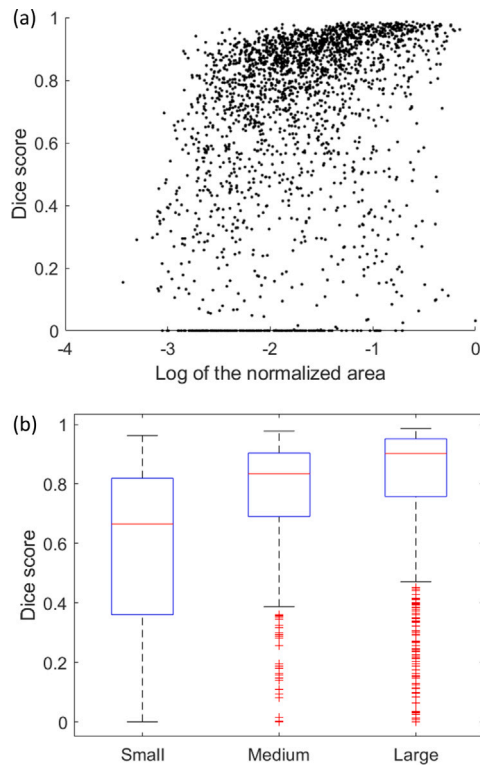 (a)
Dice score
1
0.8
0.6
0.4
0.2
0
-4 -3 -2 -1 0
Log of the normalized area
(b)
Dice score
1
0.8
0.6
0.4
0.2
0
Small Medium Large